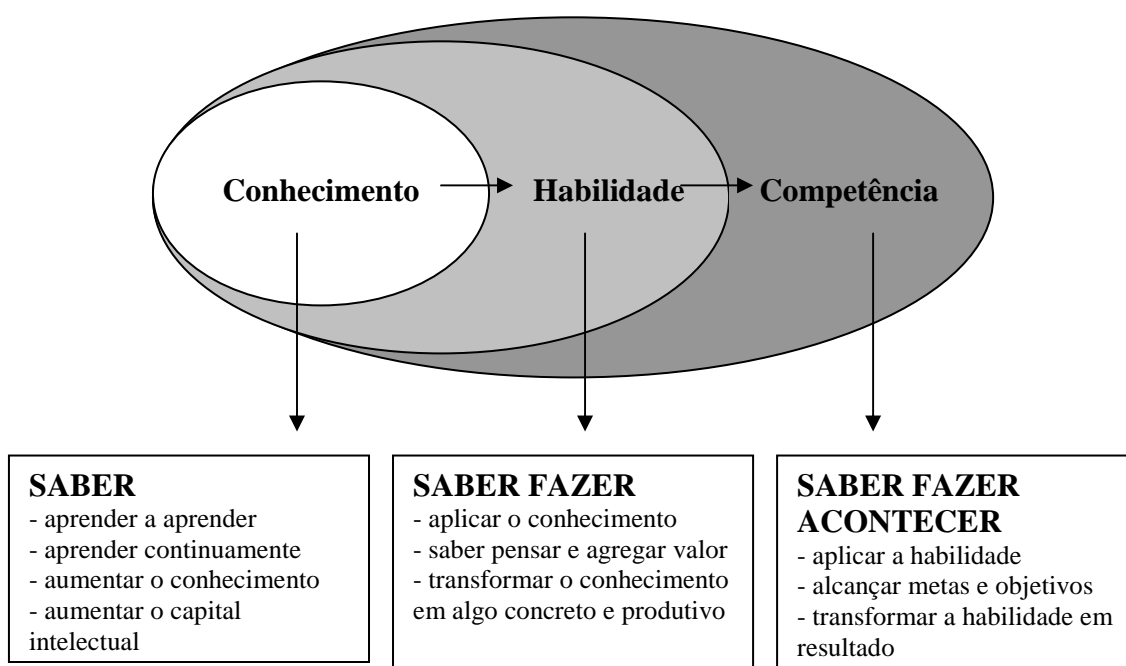 Conhecimento
Habilidade
Competência
SABER
- aprender a aprender
- aprender continuamente
- aumentar o conhecimento
- aumentar o capital
intelectual
SABER FAZER
- aplicar o conhecimento
- saber pensar e agregar valor
- transformar o conhecimento
em algo concreto e produtivo
SABER FAZER
ACONTECER
- aplicar a habilidade
- alcançar metas e objetivos
- transformar a habilidade em
resultado